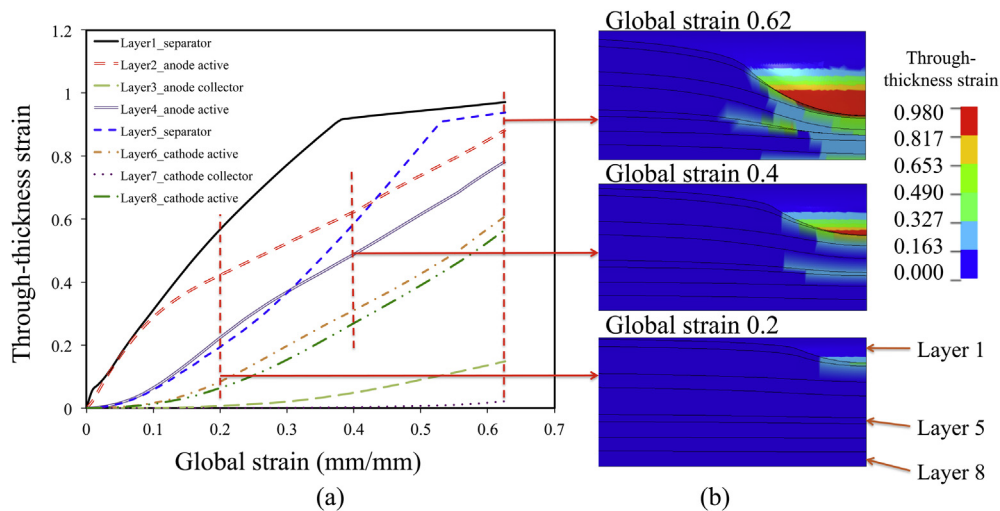 Through-thickness strain
1.2
1
0.8
0.6
0.4
0.2
0
Layer1_separator
Layer2_anode active
Layer3_anode collector
Layer4_anode active
Layer5_separator
Layer6_cathode active
Layer7_cathode collector
Layer8_cathode active
0 0.1 0.2 0.3 0.4 0.5 0.6 0.7
Global strain (mm/mm)
(a)
Global strain 0.62
Global strain 0.4
Global strain 0.2
Layer 1
Layer 5
Layer 8
(b)
Through-
thickness strain
0.980
0.817
0.653
0.490
0.327
0.163
0.000